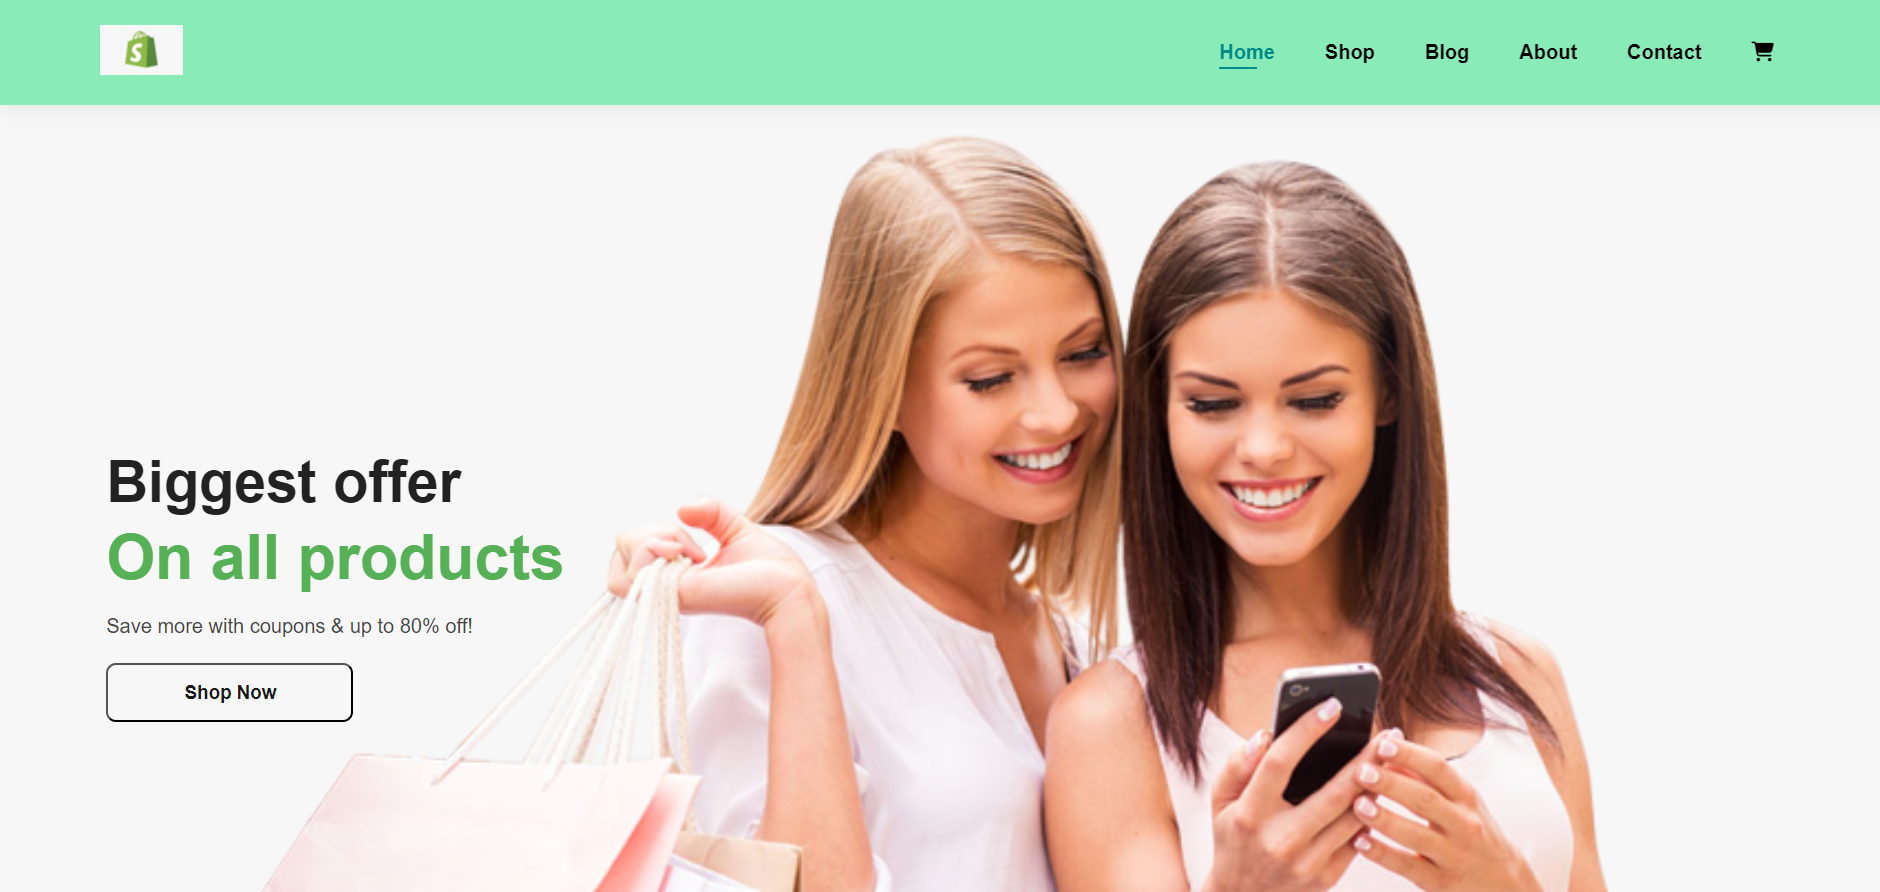 S
Home Shop Blog About Contact
Biggest offer
On all products
Save more with coupons & up to 80% off!
Shop Now